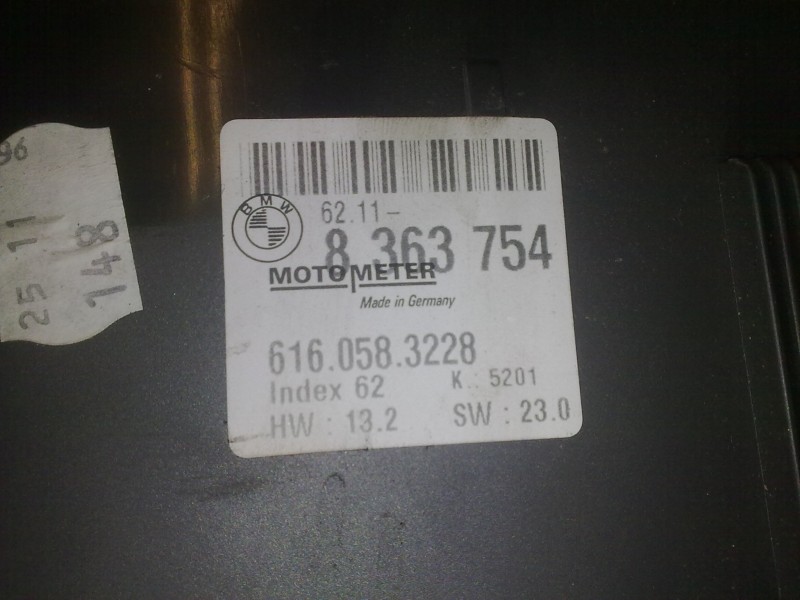 96
25 11
148
BMW
62.11-
8 363 754
MOTOMETER
Made in Germany
616.058.3228
Index 62 K.: 5201
HW : 13.2 SW : 23.0